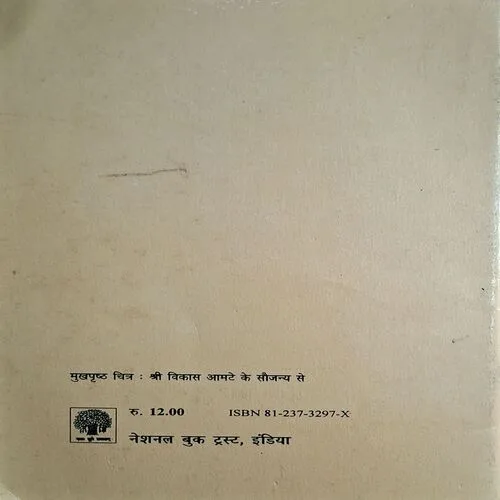 मुखपृष्ठ चित्र : श्री विकास आमटे के सौजन्य से
रु. 12.00 ISBN 81-237-3297-X
नेशनल बुक ट्रस्ट, इंडिया